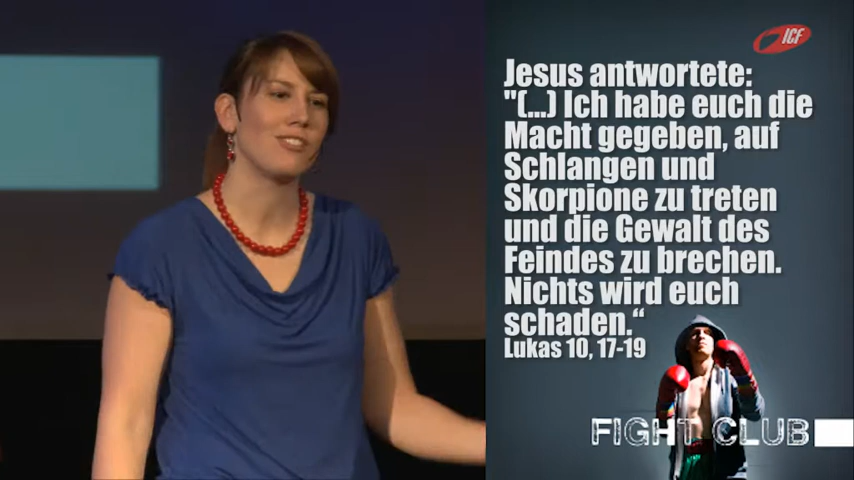 ICF
Jesus antwortete:
"(...) Ich habe euch die
Macht gegeben, auf
Schlangen und
Skorpione zu treten
und die Gewalt des
Feindes zu brechen.
Nichts wird euch
schaden.“
Lukas 10, 17-19
FIGHT CLUB